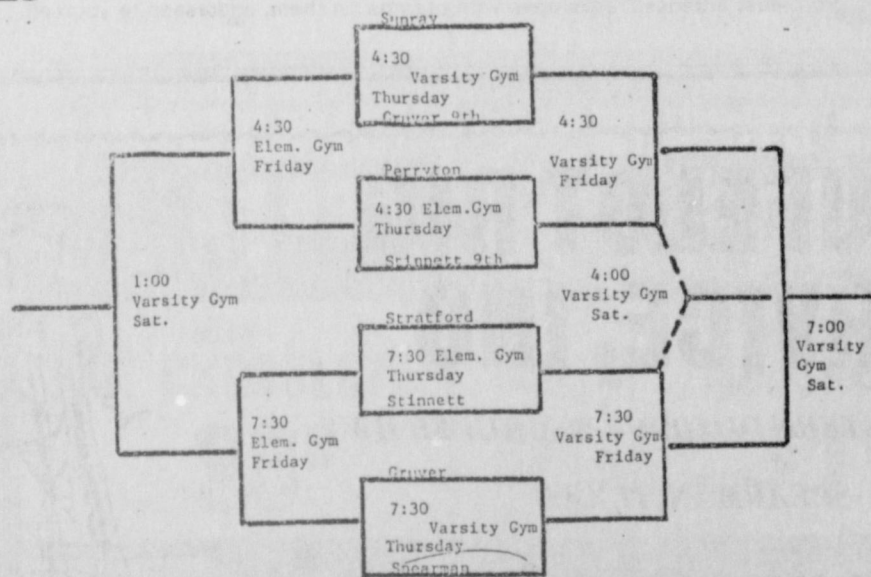 Sunray
4:30
Varsity Gym
Thursday
Gruver 9th
4:30
Elem. Gym
Friday
4:30
Varsity Gym
Friday
Perryton
4:30 Elem.Gym
Thursday
Stinnett 9th
1:00
Varsity Gym
Sat.
4:00
Varsity Gym
Sat.
7:00
Varsity
Gym
Sat.
Stratford
7:30 Elem. Gym
Thursday
Stinnett
7:30
Elem. Gym
Friday
7:30
Varsity Gym
Friday
Gruver
7:30
Varsity Gym
Thursday
Spearman